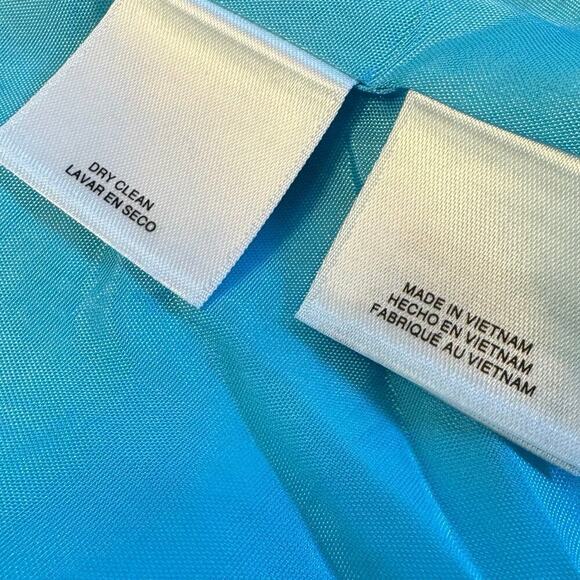 DRY CLEAN
LAVAR EN SECO
MADE IN VIETNAM
HECHO EN VIETNAM
FABRIQUÉ AU VIETNAM